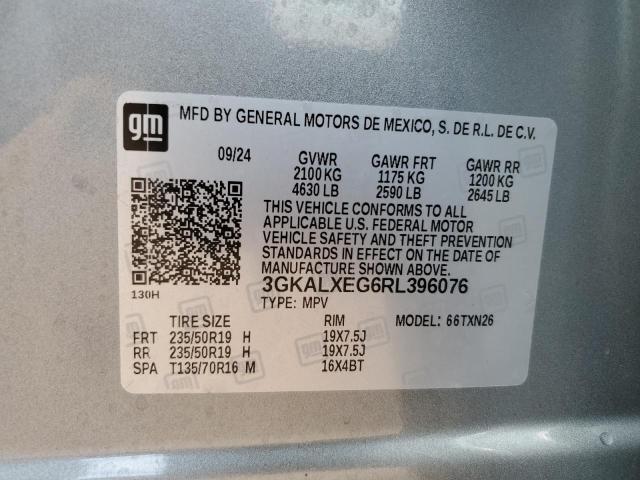 gm
MFD BY GENERAL MOTORS DE MEXICO, S. DE R.L. DE C.V.
09/24 GVWR GAWR FRT GAWR RR
2100 KG 1175 KG 1200 KG
4630 LB 2590 LB 2645 LB
THIS VEHICLE CONFORMS TO ALL
APPLICABLE U.S. FEDERAL MOTOR
VEHICLE SAFETY AND THEFT PREVENTION
STANDARDS IN EFFECT ON THE DATE OF
MANUFACTURE SHOWN ABOVE.
3GKALXEG6RL396076
130H
TYPE: MPV
TIRE SIZE RIM MODEL: 66TXN26
FRT 235/50R19 H 19X7.5J
RR 235/50R19 H 19X7.5J
SPA T135/70R16 M 16X4BT